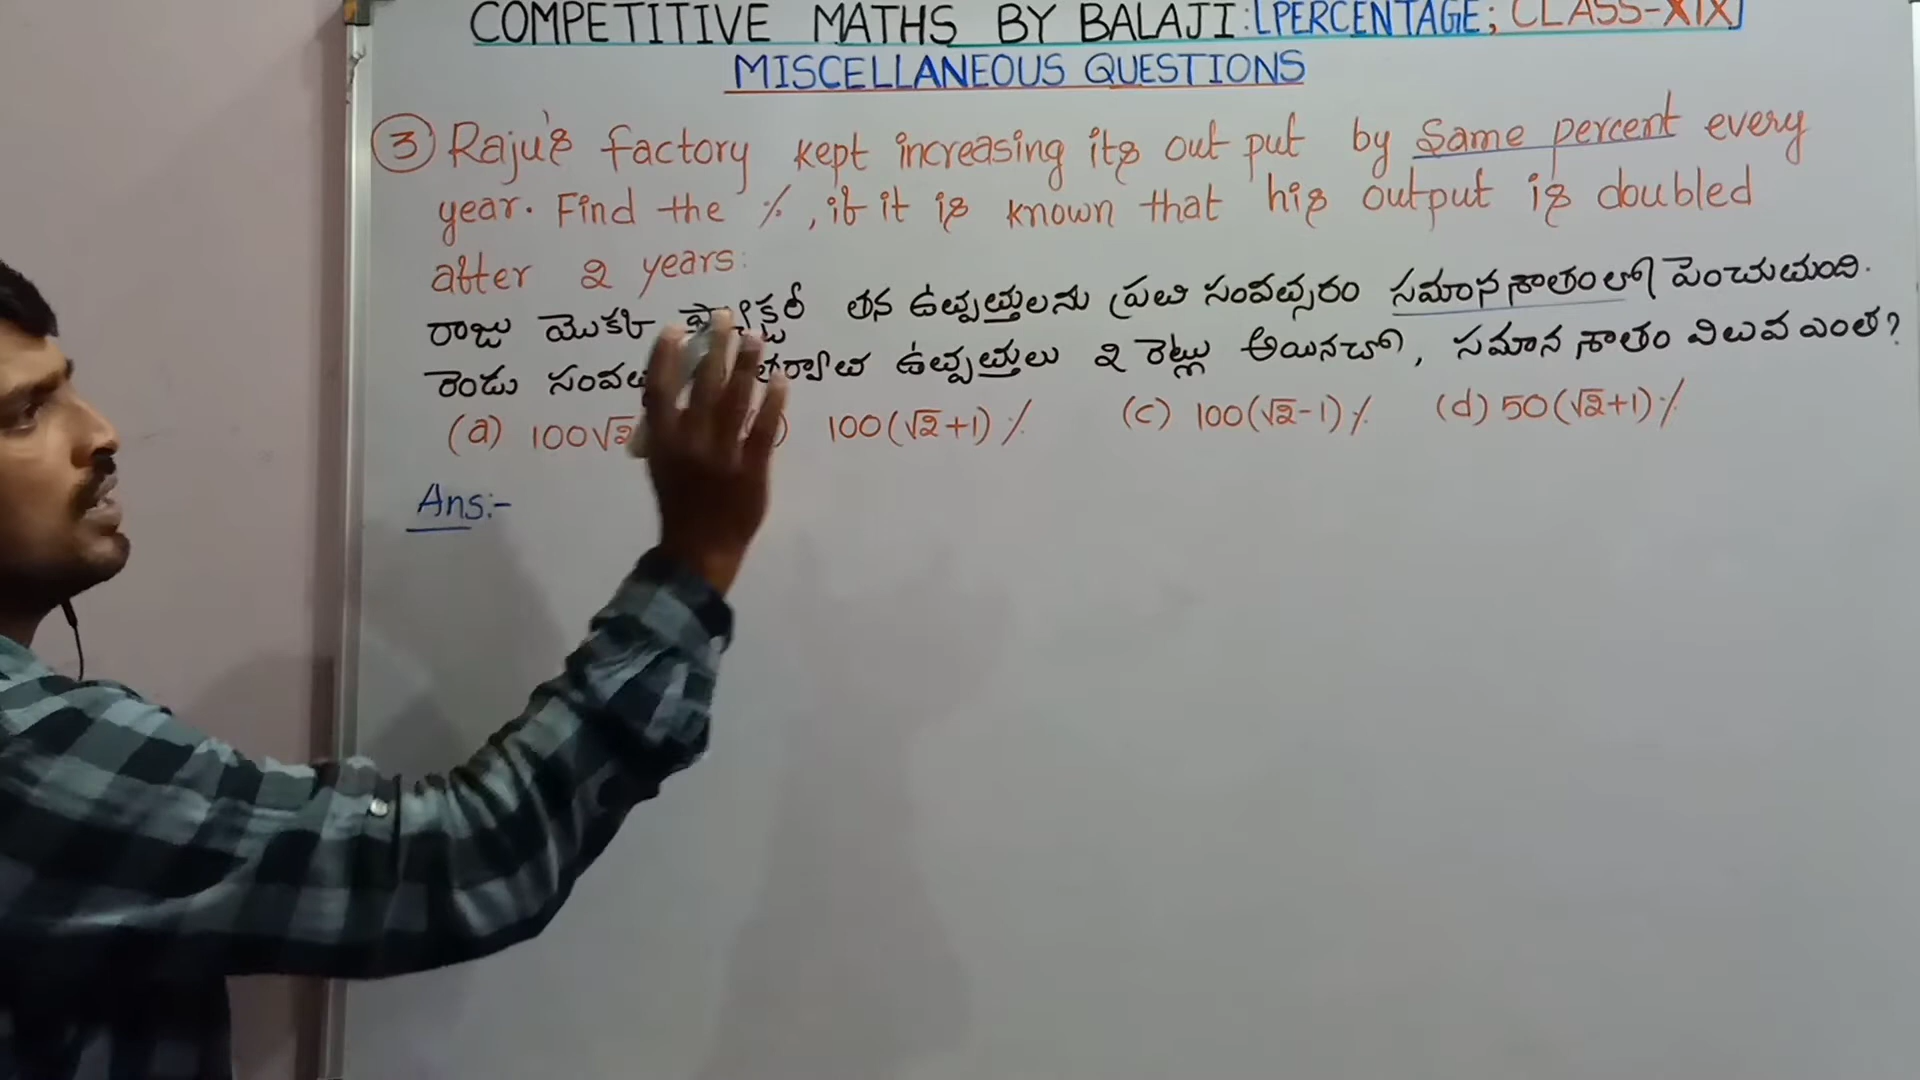 COMPETITIVE MATHS BY BALAJI: [PERCENTAGE; CLASS-XIX]
MISCELLANEOUS QUESTIONS
③ Raju's factory kept increasing its out put by Same percent every
year. Find the %, if it is known that his output is doubled
after 2 years:
రాజు యొక్క ఫ్యాక్టరీ తన ఉత్పత్తులను ప్రతి సంవత్సరం సమాన శాతంలో పెంచుచుంది.
రెండు తర్వాత ఉత్పత్తులు 2 రెట్లు అయినచో, సమాన శాతం విలువ ఎంత?
(a) 100√2 100(√2+1)% (c) 100(√2-1)% (d) 50(√2+1)%
Ans:-